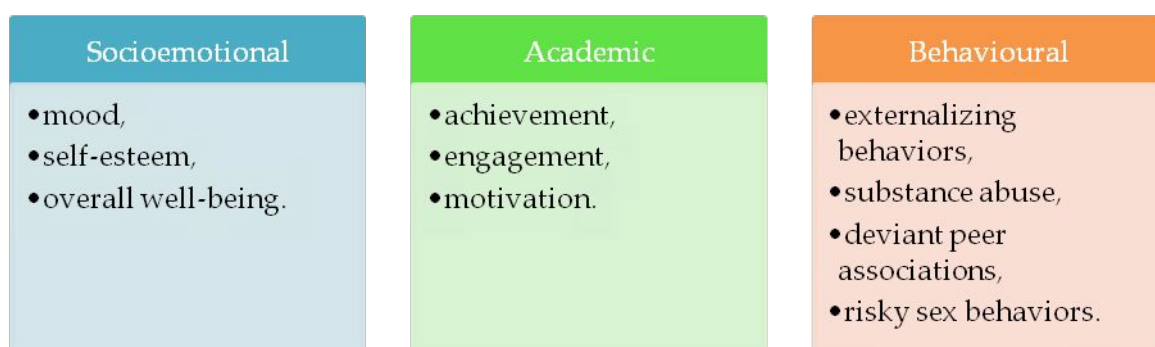 Socioemotional
•mood,
•self-esteem,
•overall well-being.
Academic
•achievement,
•engagement,
•motivation.
Behavioural
•externalizing
behaviors,
•substance abuse,
•deviant peer
associations,
•risky sex behaviors.